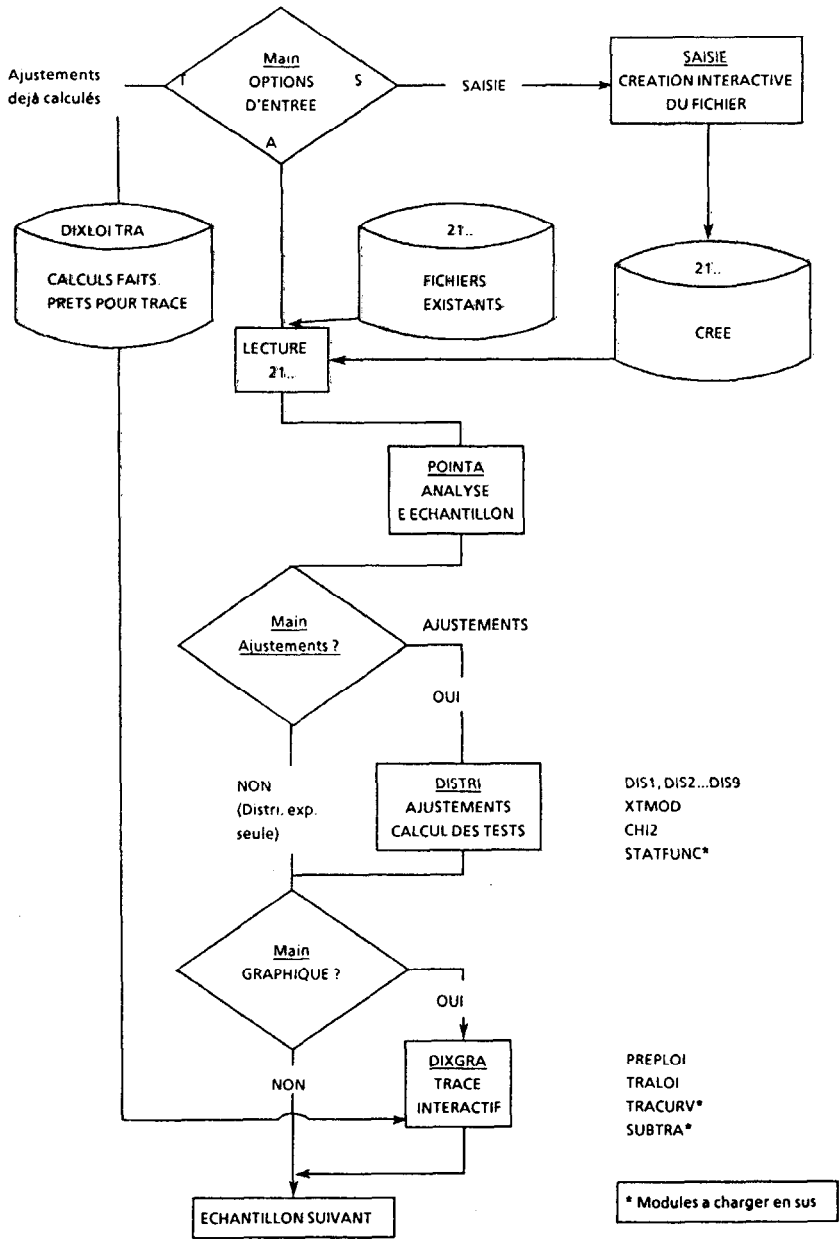 Main
OPTIONS
D'ENTREE
T
S
A
Ajustements
dejà calculés
SAISIE
SAISIE
CREATION INTERACTIVE
DU FICHIER
DIXLOI TRA
CALCULS FAITS.
PRETS POUR TRACE
21..
FICHIERS
EXISTANTS
21..
CREE
LECTURE
21..
POINTA
ANALYSE
E ECHANTILLON
Main
Ajustements ?
AJUSTEMENTS
OUI
NON
(Distri. exp.
seule)
DISTRI
AJUSTEMENTS
CALCUL DES TESTS
DIS1, DIS2...DIS9
XTMOD
CHI2
STATFUNC*
Main
GRAPHIQUE ?
OUI
NON
DIXGRA
TRACE
INTERACTIF
PREPLOI
TRALOI
TRACURV*
SUBTRA*
ECHANTILLON SUIVANT
* Modules a charger en sus